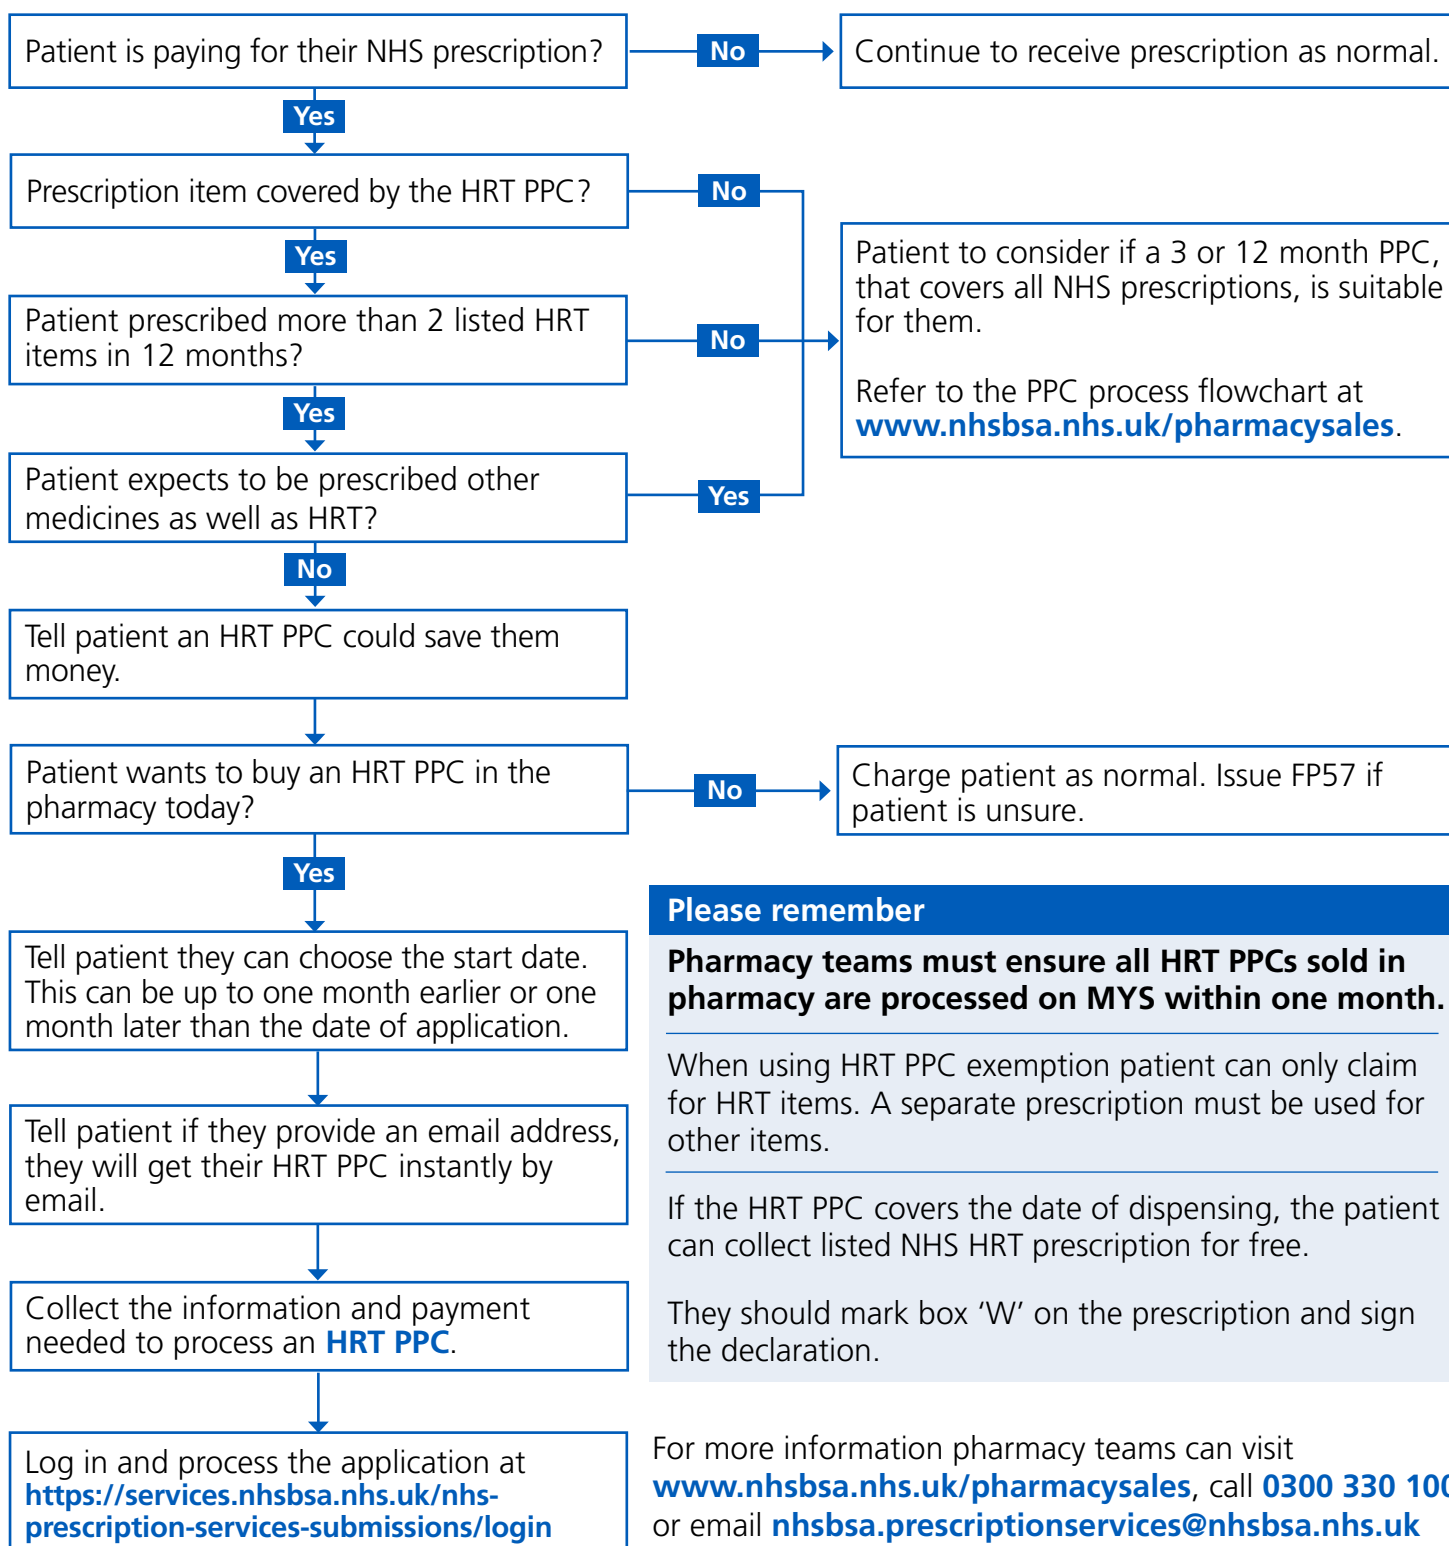 Patient is paying for their NHS prescription?
No
Continue to receive prescription as normal.
Yes
Prescription item covered by the HRT PPC?
No
Yes
Patient to consider if a 3 or 12 month PPC,
that covers all NHS prescriptions, is suitable
for them.
Refer to the PPC process flowchart at
www.nhsbsa.nhs.uk/pharmacysales.
Patient prescribed more than 2 listed HRT
items in 12 months?
No
Yes
Patient expects to be prescribed other
medicines as well as HRT?
Yes
No
Tell patient an HRT PPC could save them
money.
Patient wants to buy an HRT PPC in the
pharmacy today?
No
Charge patient as normal. Issue FP57 if
patient is unsure.
Yes
Tell patient they can choose the start date.
This can be up to one month earlier or one
month later than the date of application.
Tell patient if they provide an email address,
they will get their HRT PPC instantly by
email.
Collect the information and payment
needed to process an HRT PPC.
Log in and process the application at
https://services.nhsbsa.nhs.uk/nhs-
prescription-services-submissions/login
Please remember
Pharmacy teams must ensure all HRT PPCs sold in
pharmacy are processed on MYS within one month.
When using HRT PPC exemption patient can only claim
for HRT items. A separate prescription must be used for
other items.
If the HRT PPC covers the date of dispensing, the patient
can collect listed NHS HRT prescription for free.
They should mark box ‘W’ on the prescription and sign
the declaration.
For more information pharmacy teams can visit
www.nhsbsa.nhs.uk/pharmacysales, call 0300 330 100
or email nhsbsa.prescriptionservices@nhsbsa.nhs.uk